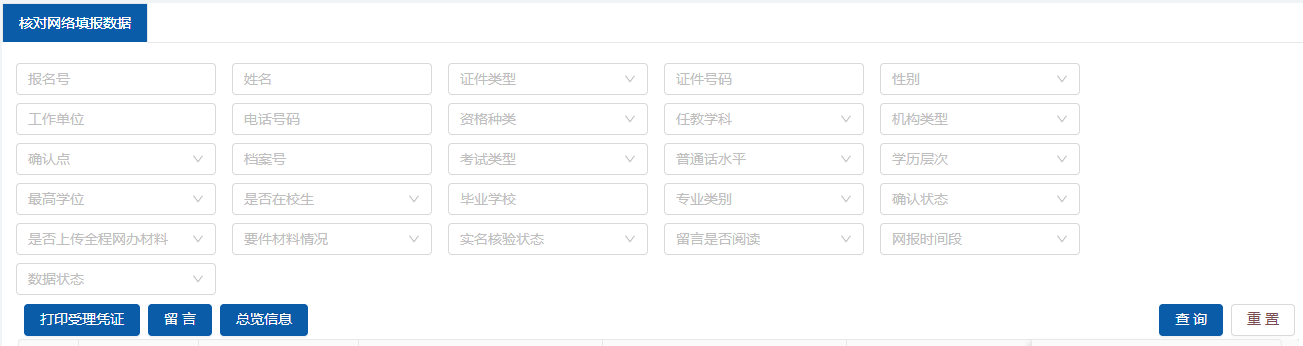 核对网络填报数据
报名号 姓名 证件类型 证件号码 性别
工作单位 电话号码 资格种类 任教学科 机构类型
确认点 档案号 考试类型 普通话水平 学历层次
最高学位 是否在校生 毕业学校 专业类别 确认状态
是否上传全程网办材料 要件材料情况 实名核验状态 留言是否阅读 网报时间段
数据状态
打印受理凭证 留 言 总览信息 查 询 重 置